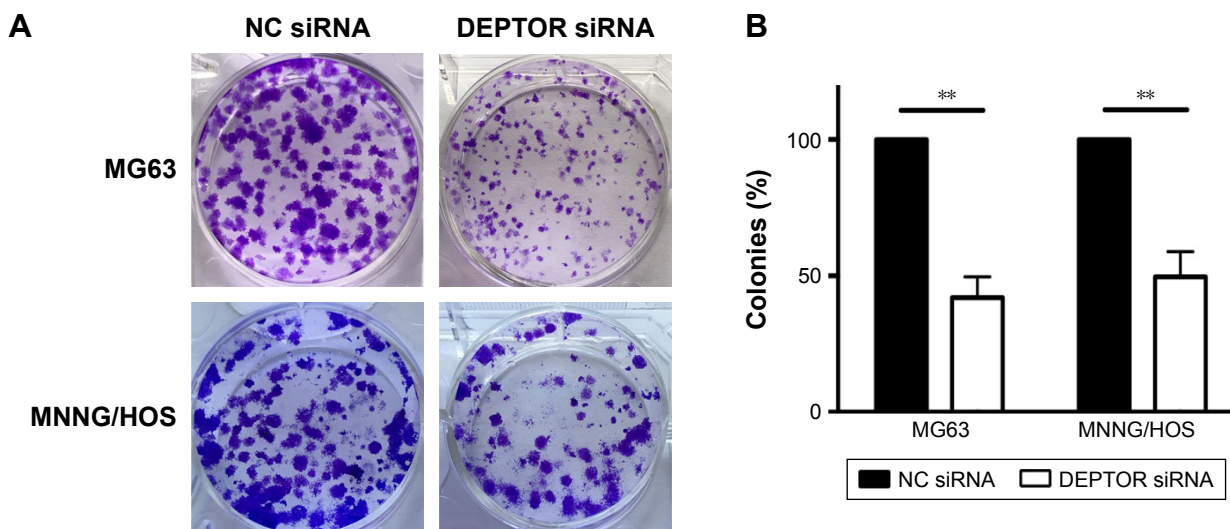 A
NC siRNA
DEPTOR siRNA
MG63
MNNG/HOS
B
**
**
100
50
0
Colonies (%)
MG63
MNNG/HOS
NC siRNA
DEPTOR siRNA